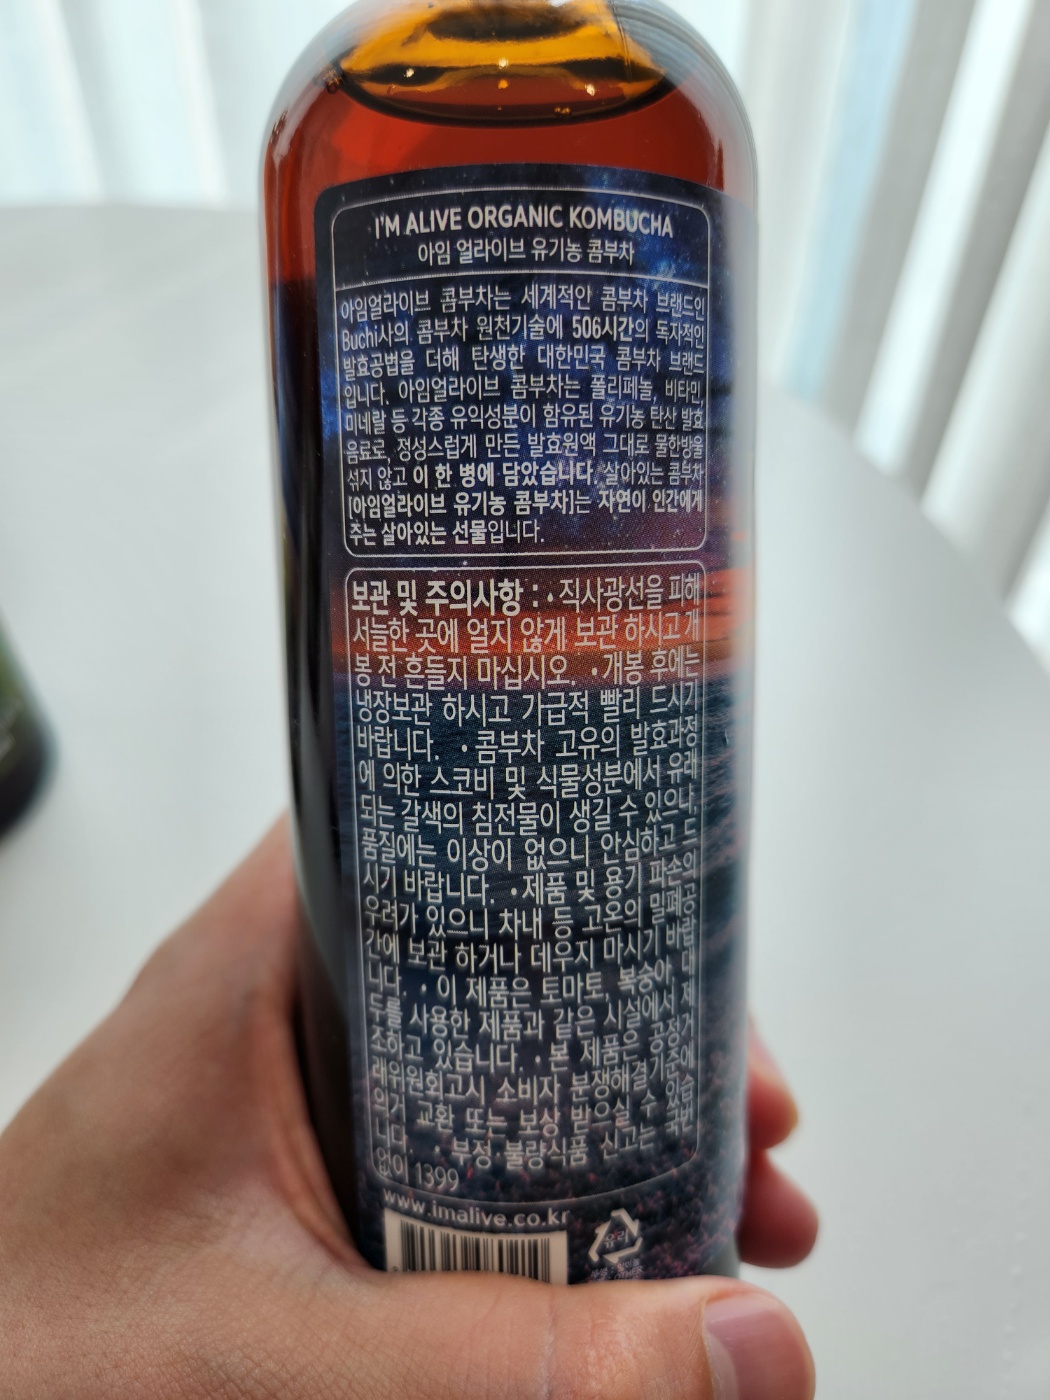 I'M ALIVE ORGANIC KOMBUCHA
아임 얼라이브 유기농 콤부차
아임얼라이브 콤부차는 세계적인 콤부차 브랜드인
Buchi사의 콤부차 원천기술에 506시간의 독자적인
발효공법을 더해 탄생한 대한민국 콤부차 브랜드
입니다. 아임얼라이브 콤부차는 폴리페놀, 비타민,
미네랄 등 각종 유익성분이 함유된 유기농 탄산 발효
음료로, 정성스럽게 만든 발효원액 그대로 물한방울
섞지 않고 이 한 병에 담았습니다. 살아있는 콤부차
[아임얼라이브 유기농 콤부차]는 자연이 인간에게
주는 살아있는 선물입니다.
보관 및 주의사항 : • 직사광선을 피해
서늘한 곳에 얼지 않게 보관 하시고 개
봉 전 흔들지 마십시오. • 개봉 후에는
냉장보관 하시고 가급적 빨리 드시기
바랍니다. • 콤부차 고유의 발효과정
에 의한 스코비 및 식물성분에서 유래
되는 갈색의 침전물이 생길 수 있으나,
품질에는 이상이 없으니 안심하고 드
시기 바랍니다. • 제품 및 용기 파손의
우려가 있으니 차내 등 고온의 밀폐공
간에 보관 하거나 데우지 마시기 바랍
니다. • 이 제품은 토마토, 복숭아, 대
두를 사용한 제품과 같은 시설에서 제
조하고 있습니다. • 본 제품은 공정거
래위원회고시 소비자 분쟁해결기준에
의거 교환 또는 보상 받으실 수 있습
니다. • 부정·불량식품 신고는 국번
없이 1399
www.imalive.co.kr
유리